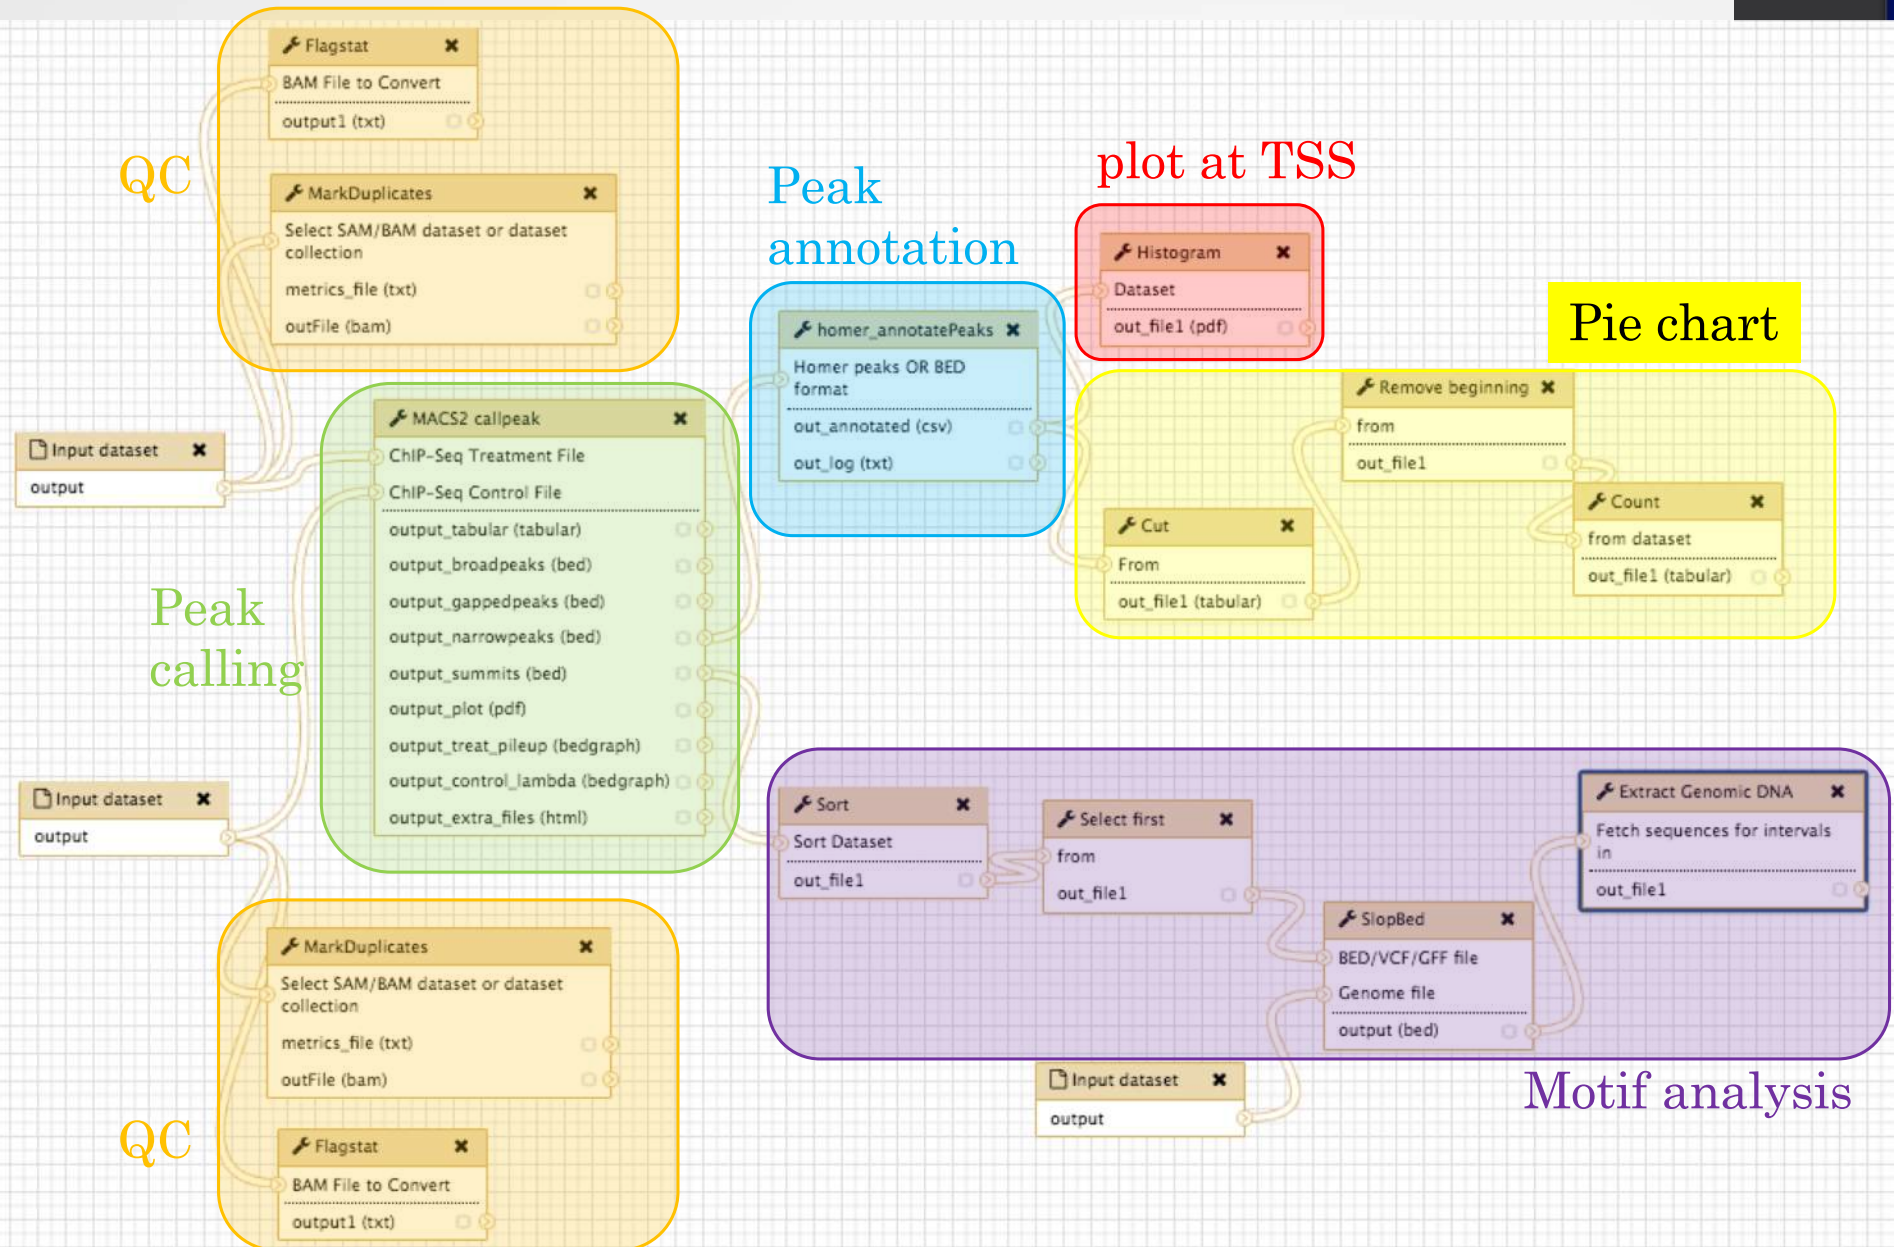 Flagstat
BAM File to Convert
output1 (txt)
QC
MarkDuplicates
Select SAM/BAM dataset or dataset
collection
metrics_file (txt)
outFile (bam)
Input dataset
output
Peak
calling
MACS2 callpeak
ChIP-Seq Treatment File
ChIP-Seq Control File
output_tabular (tabular)
output_broadpeaks (bed)
output_gappedpeaks (bed)
output_narrowpeaks (bed)
output_summits (bed)
output_plot (pdf)
output_treat_pileup (bedgraph)
output_control_lambda (bedgraph)
output_extra_files (html)
Input dataset
output
MarkDuplicates
Select SAM/BAM dataset or dataset
collection
metrics_file (txt)
outFile (bam)
QC
Flagstat
BAM File to Convert
output1 (txt)
Peak
annotation
homer_annotatePeaks
Homer peaks OR BED
format
out_annotated (csv)
out_log (txt)
plot at TSS
Histogram
Dataset
out_file1 (pdf)
Pie chart
Cut
From
out_file1 (tabular)
Remove beginning
from
out_file1
Count
from dataset
out_file1 (tabular)
Sort
Sort Dataset
out_file1
Select first
from
out_file1
SlopBed
BED/VCF/GFF file
Genome file
output (bed)
Extract Genomic DNA
Fetch sequences for intervals
in
out_file1
Input dataset
output
Motif analysis